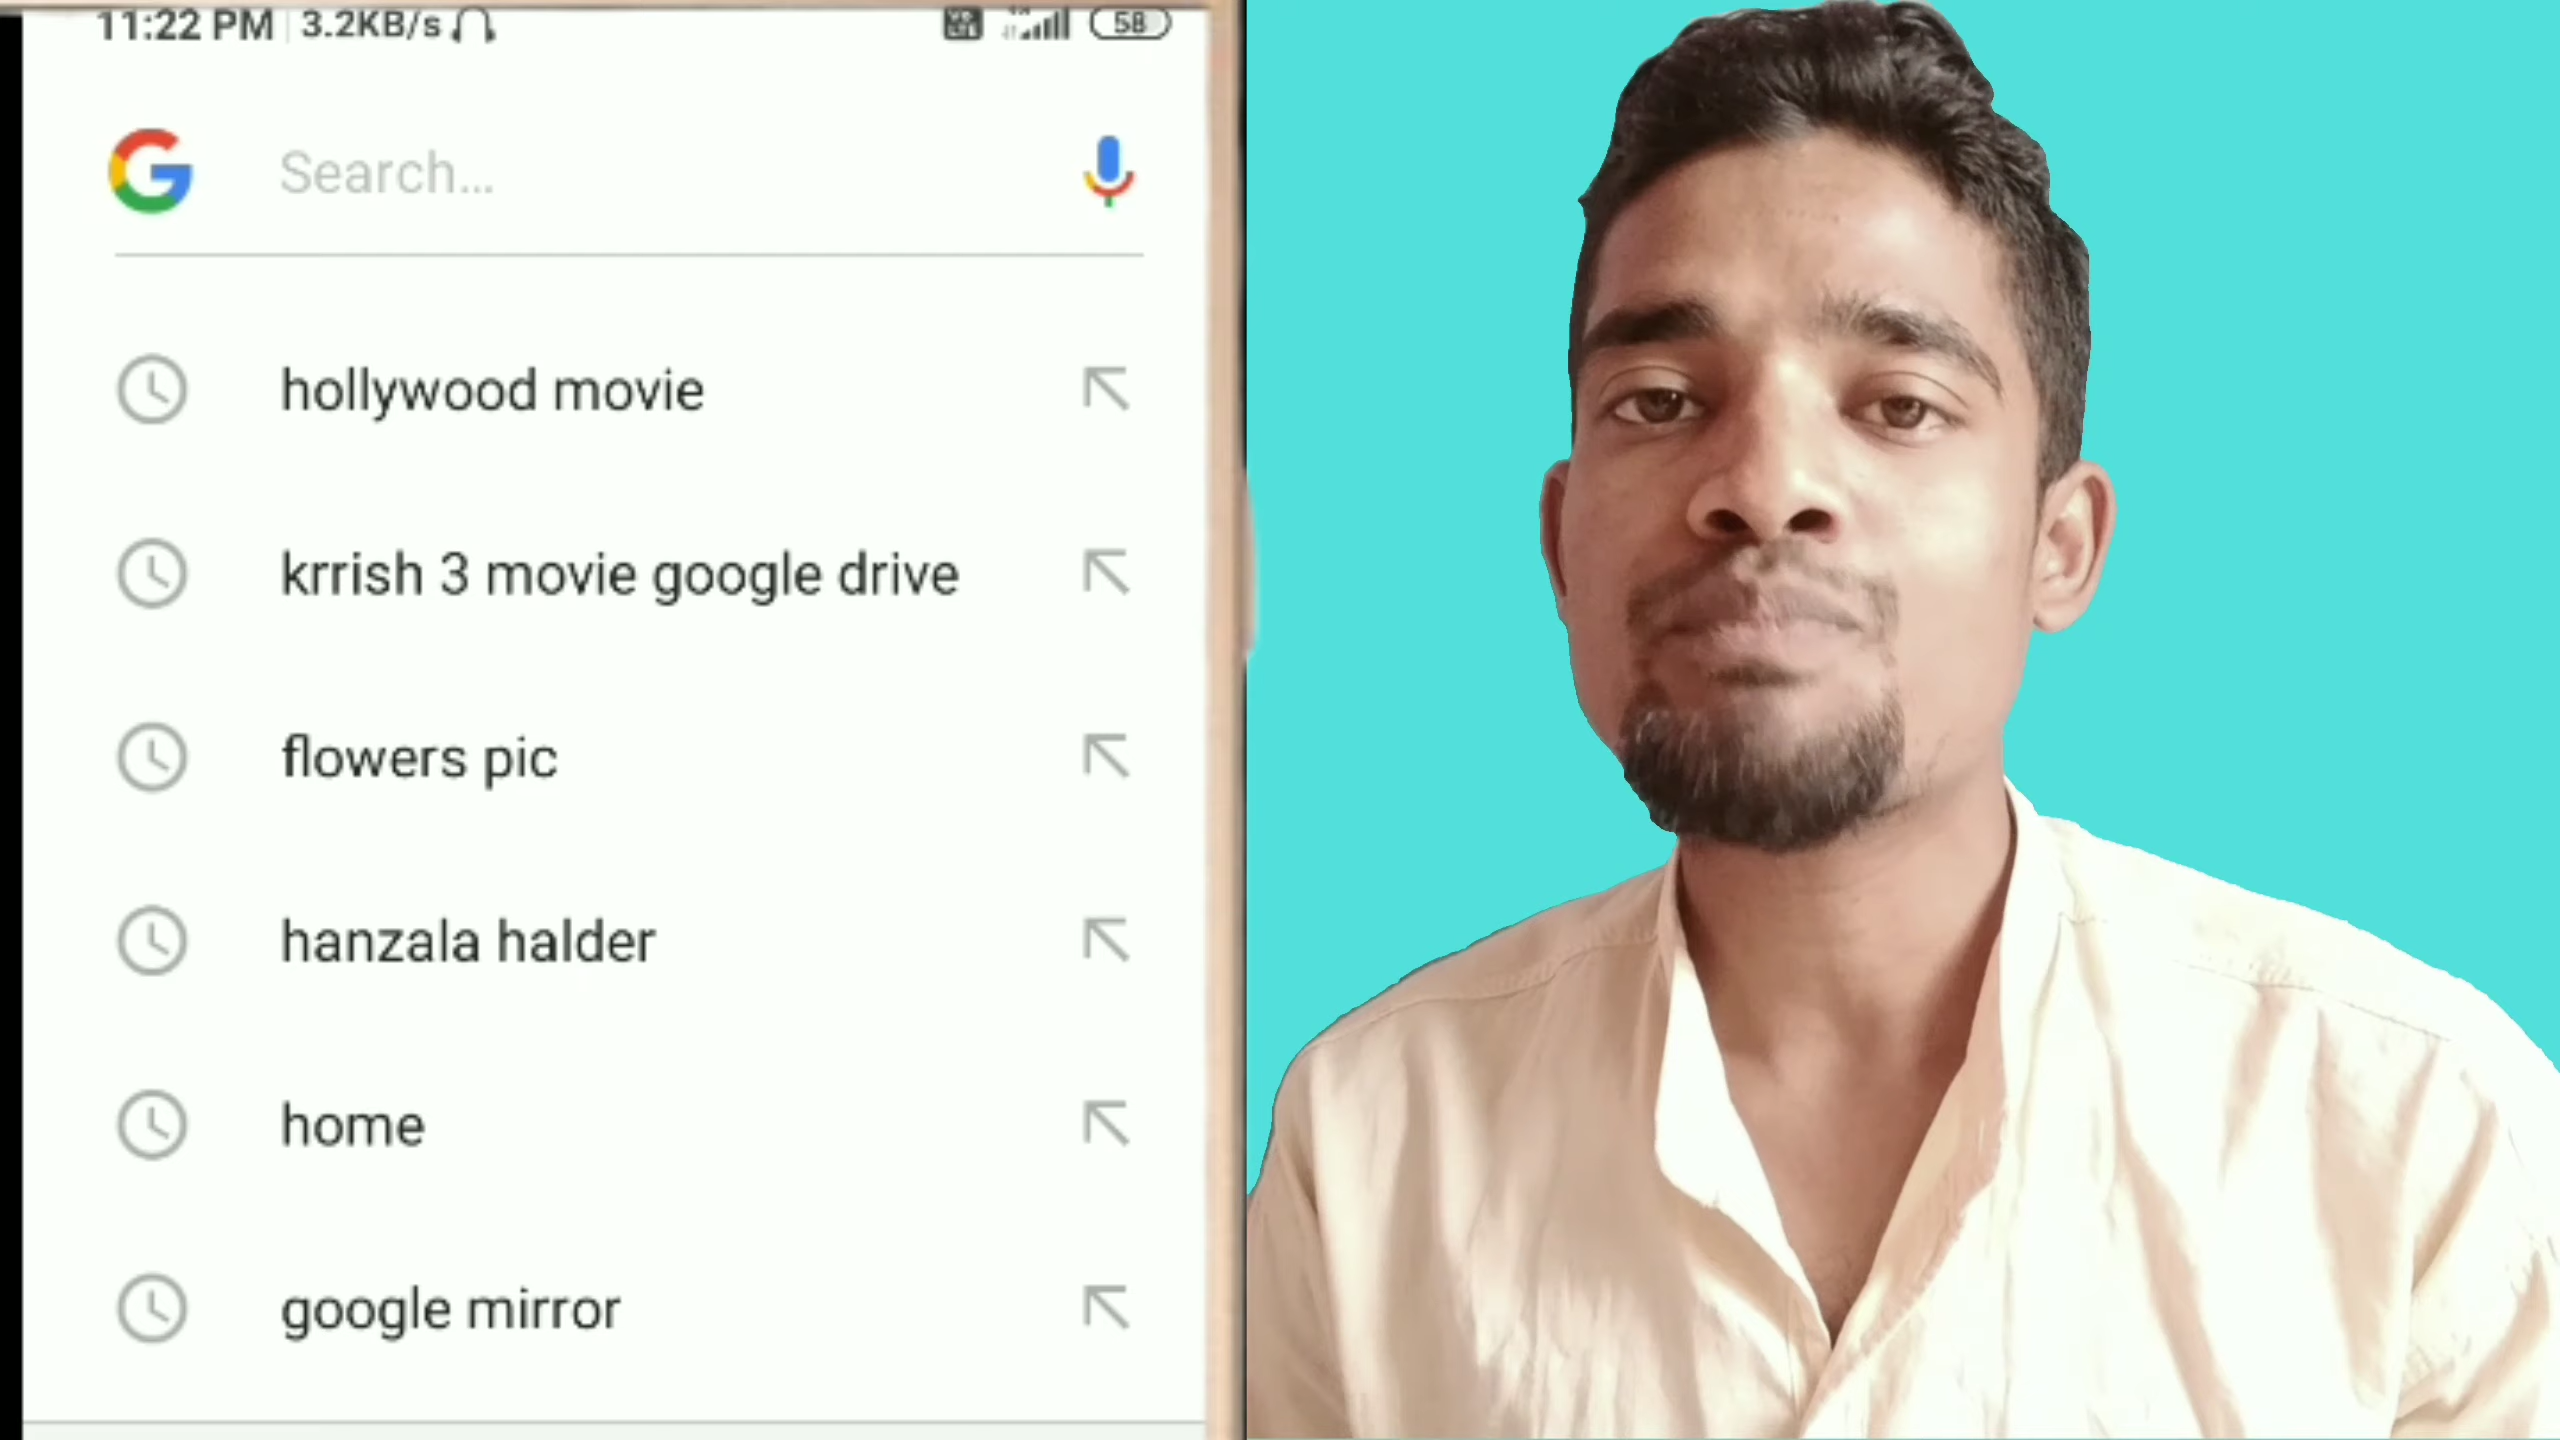 11:22 PM 3.2KB/s 58
Search...
hollywood movie
krrish 3 movie google drive
flowers pic
hanzala halder
home
google mirror